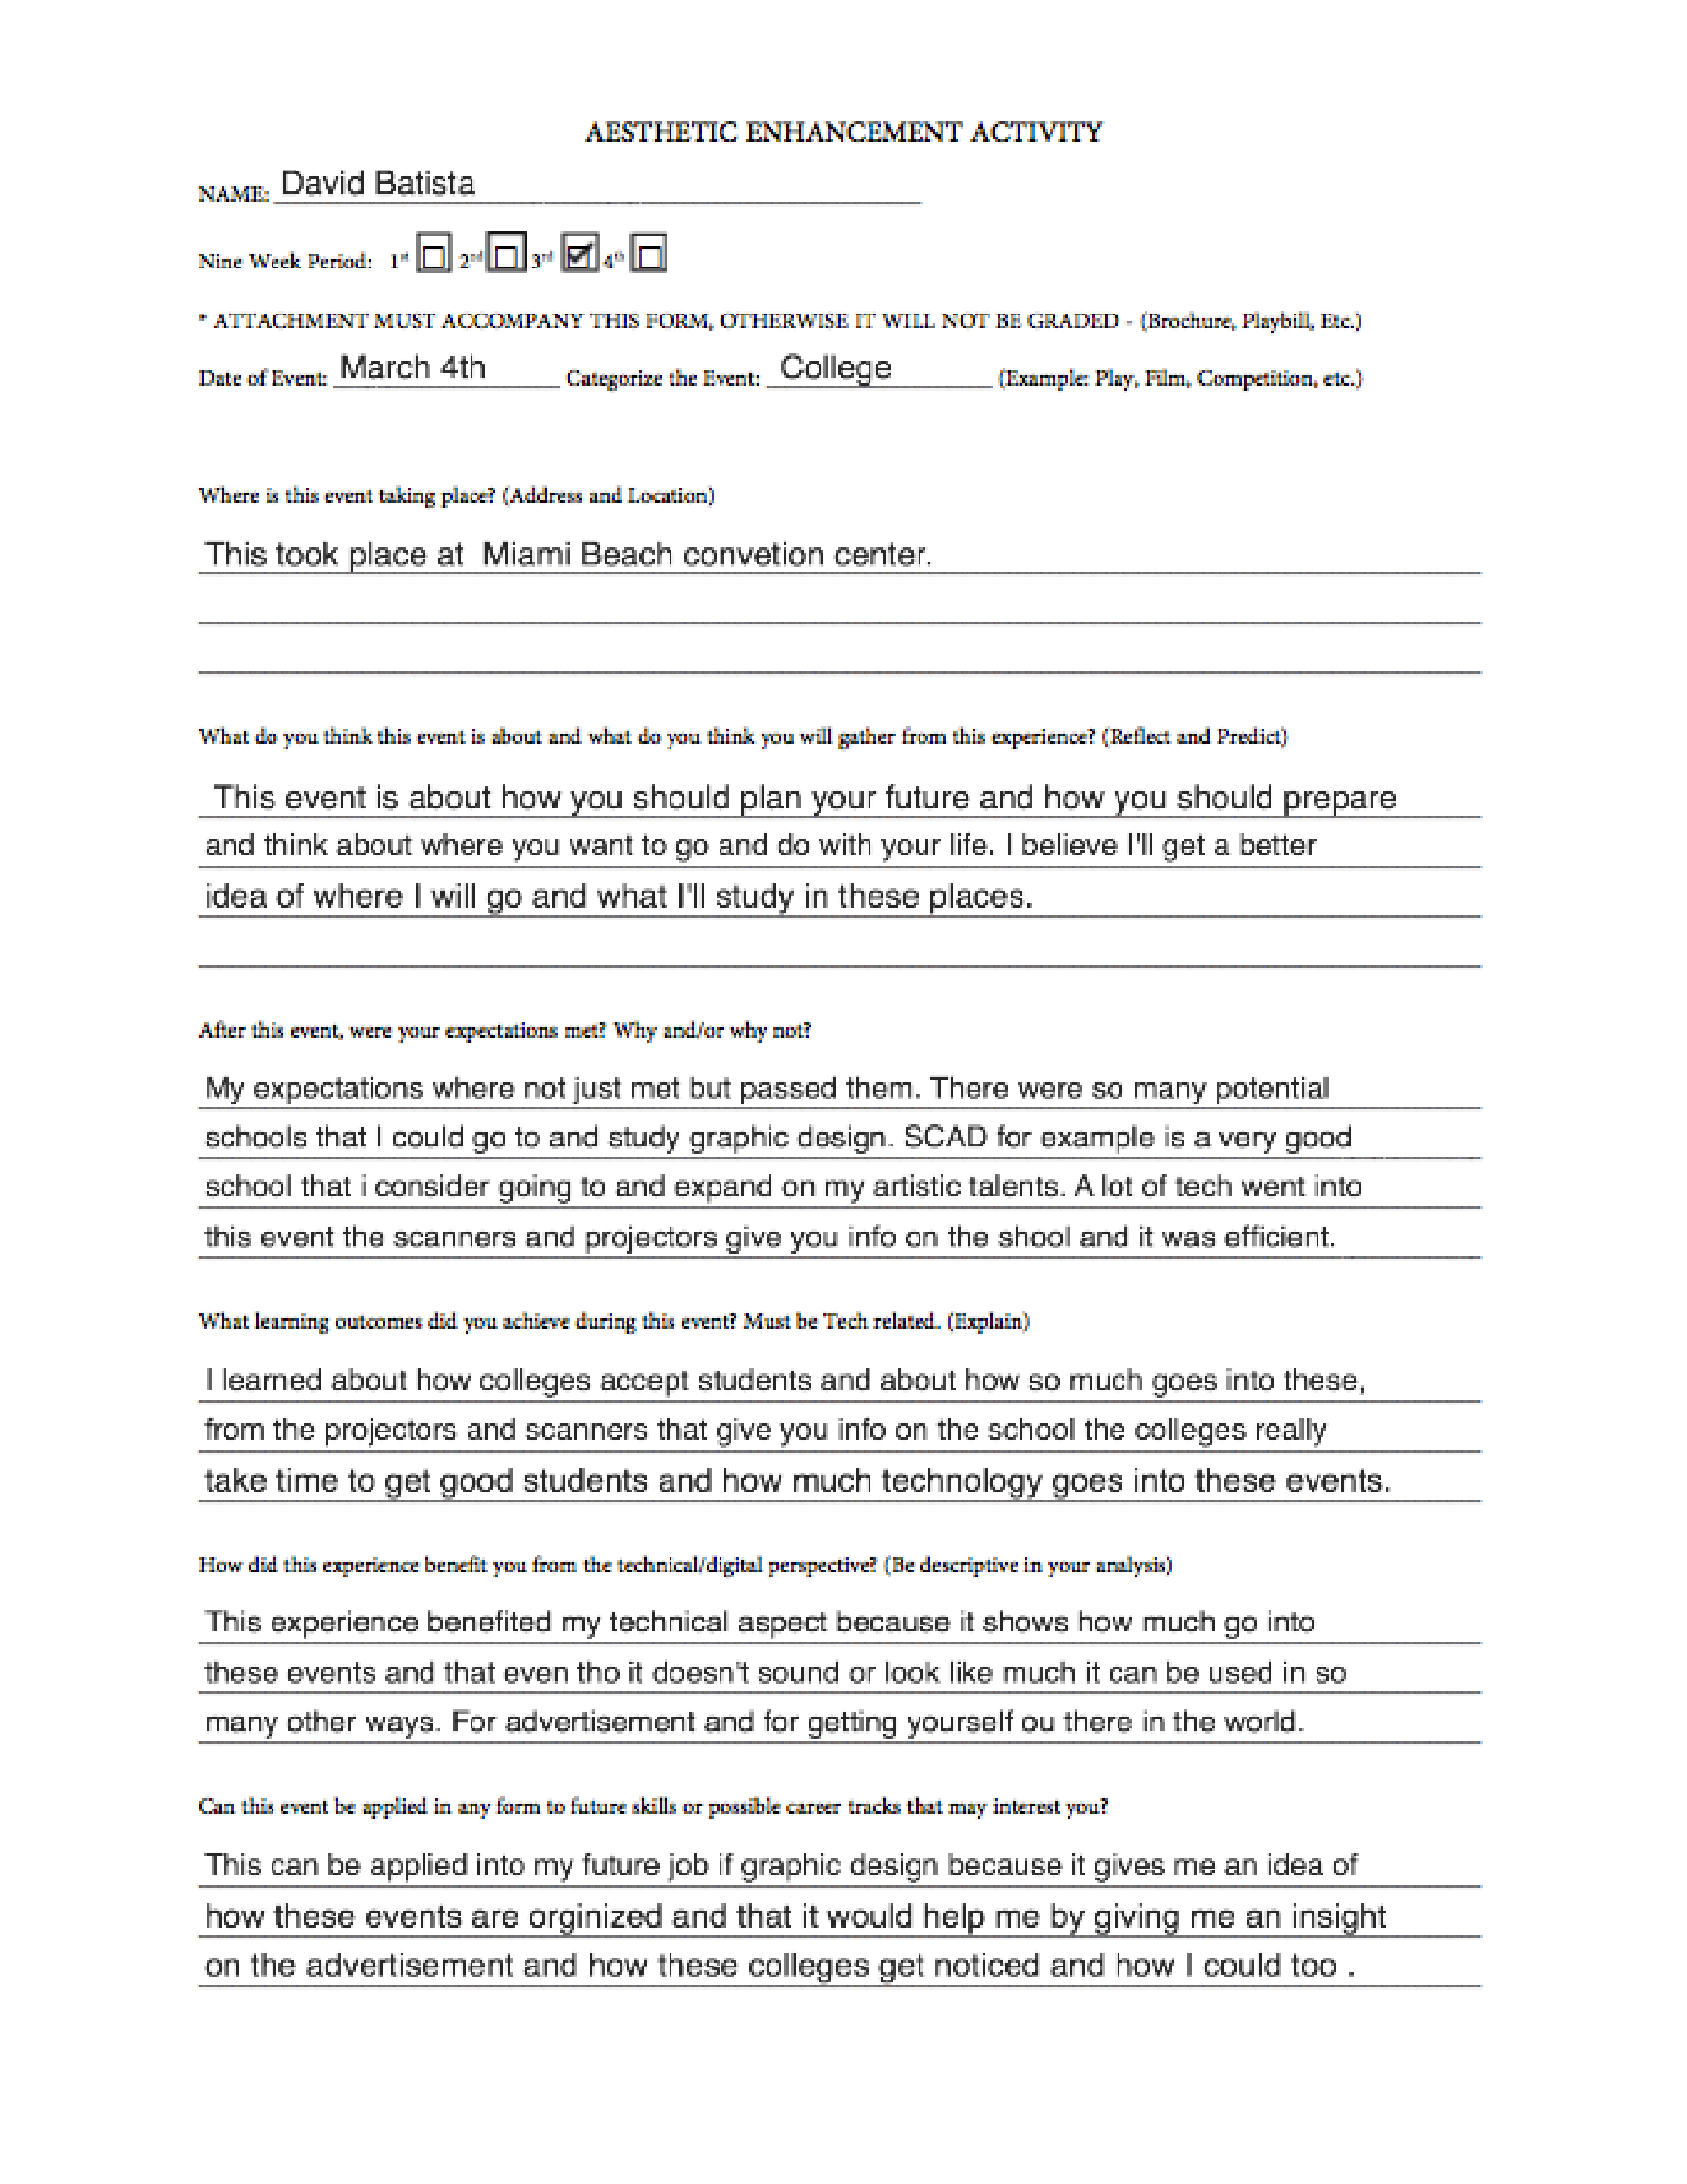 AESTHETIC ENHANCEMENT ACTIVITY
NAME: David Batista
Nine Week Period: 1st 2nd 3rd 4th
* ATTACHMENT MUST ACCOMPANY THIS FORM, OTHERWISE IT WILL NOT BE GRADED - (Brochure, Playbill, Etc.)
Date of Event: March 4th Categorize the Event: College (Example: Play, Film, Competition, etc.)
Where is this event taking place? (Address and Location)
This took place at  Miami Beach convetion center.
What do you think this event is about and what do you think you will gather from this experience? (Reflect and Predict)
This event is about how you should plan your future and how you should prepare
and think about where you want to go and do with your life. I believe I'll get a better
idea of where I will go and what I'll study in these places.
After this event, were your expectations met? Why and/or why not?
My expectations where not just met but passed them. There were so many potential
schools that I could go to and study graphic design. SCAD for example is a very good
school that i consider going to and expand on my artistic talents. A lot of tech went into
this event the scanners and projectors give you info on the shool and it was efficient.
What learning outcomes did you achieve during this event? Must be Tech related. (Explain)
I learned about how colleges accept students and about how so much goes into these,
from the projectors and scanners that give you info on the school the colleges really
take time to get good students and how much technology goes into these events.
How did this experience benefit you from the technical/digital perspective? (Be descriptive in your analysis)
This experience benefited my technical aspect because it shows how much go into
these events and that even tho it doesn't sound or look like much it can be used in so
many other ways. For advertisement and for getting yourself ou there in the world.
Can this event be applied in any form to future skills or possible career tracks that may interest you?
This can be applied into my future job if graphic design because it gives me an idea of
how these events are orginized and that it would help me by giving me an insight
on the advertisement and how these colleges get noticed and how I could too .